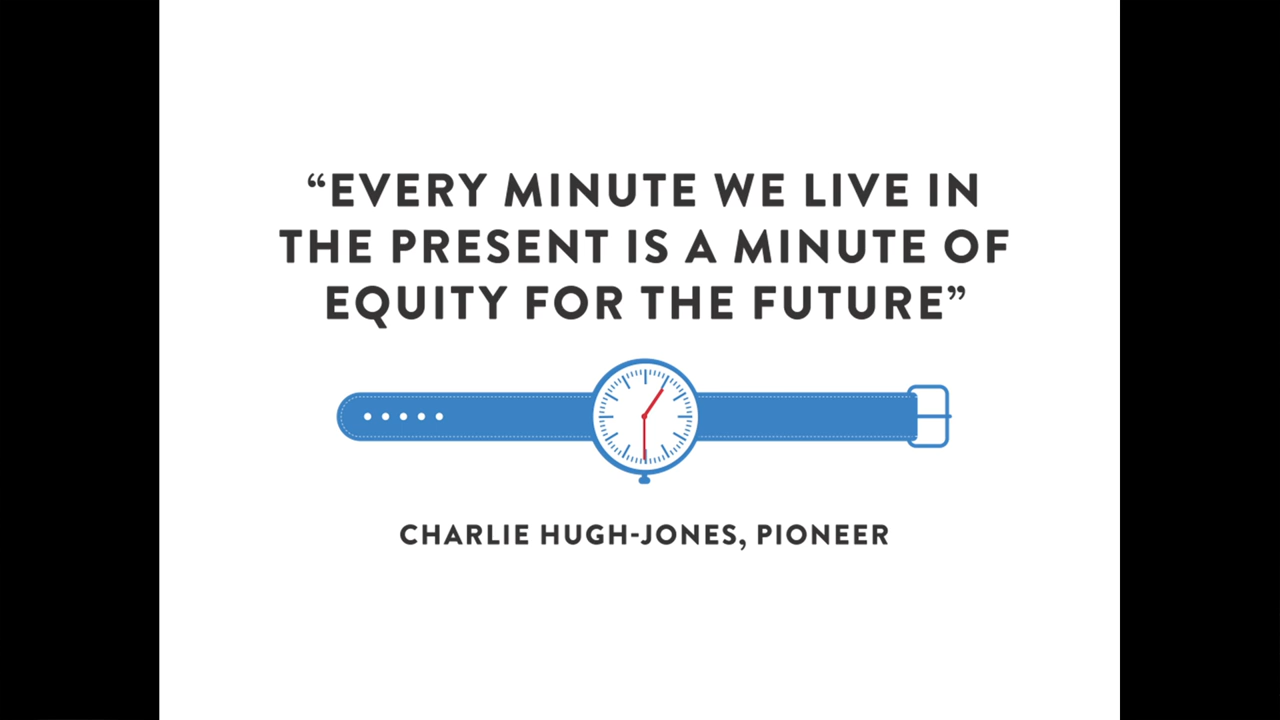 “EVERY MINUTE WE LIVE IN
THE PRESENT IS A MINUTE OF
EQUITY FOR THE FUTURE”
CHARLIE HUGH-JONES, PIONEER